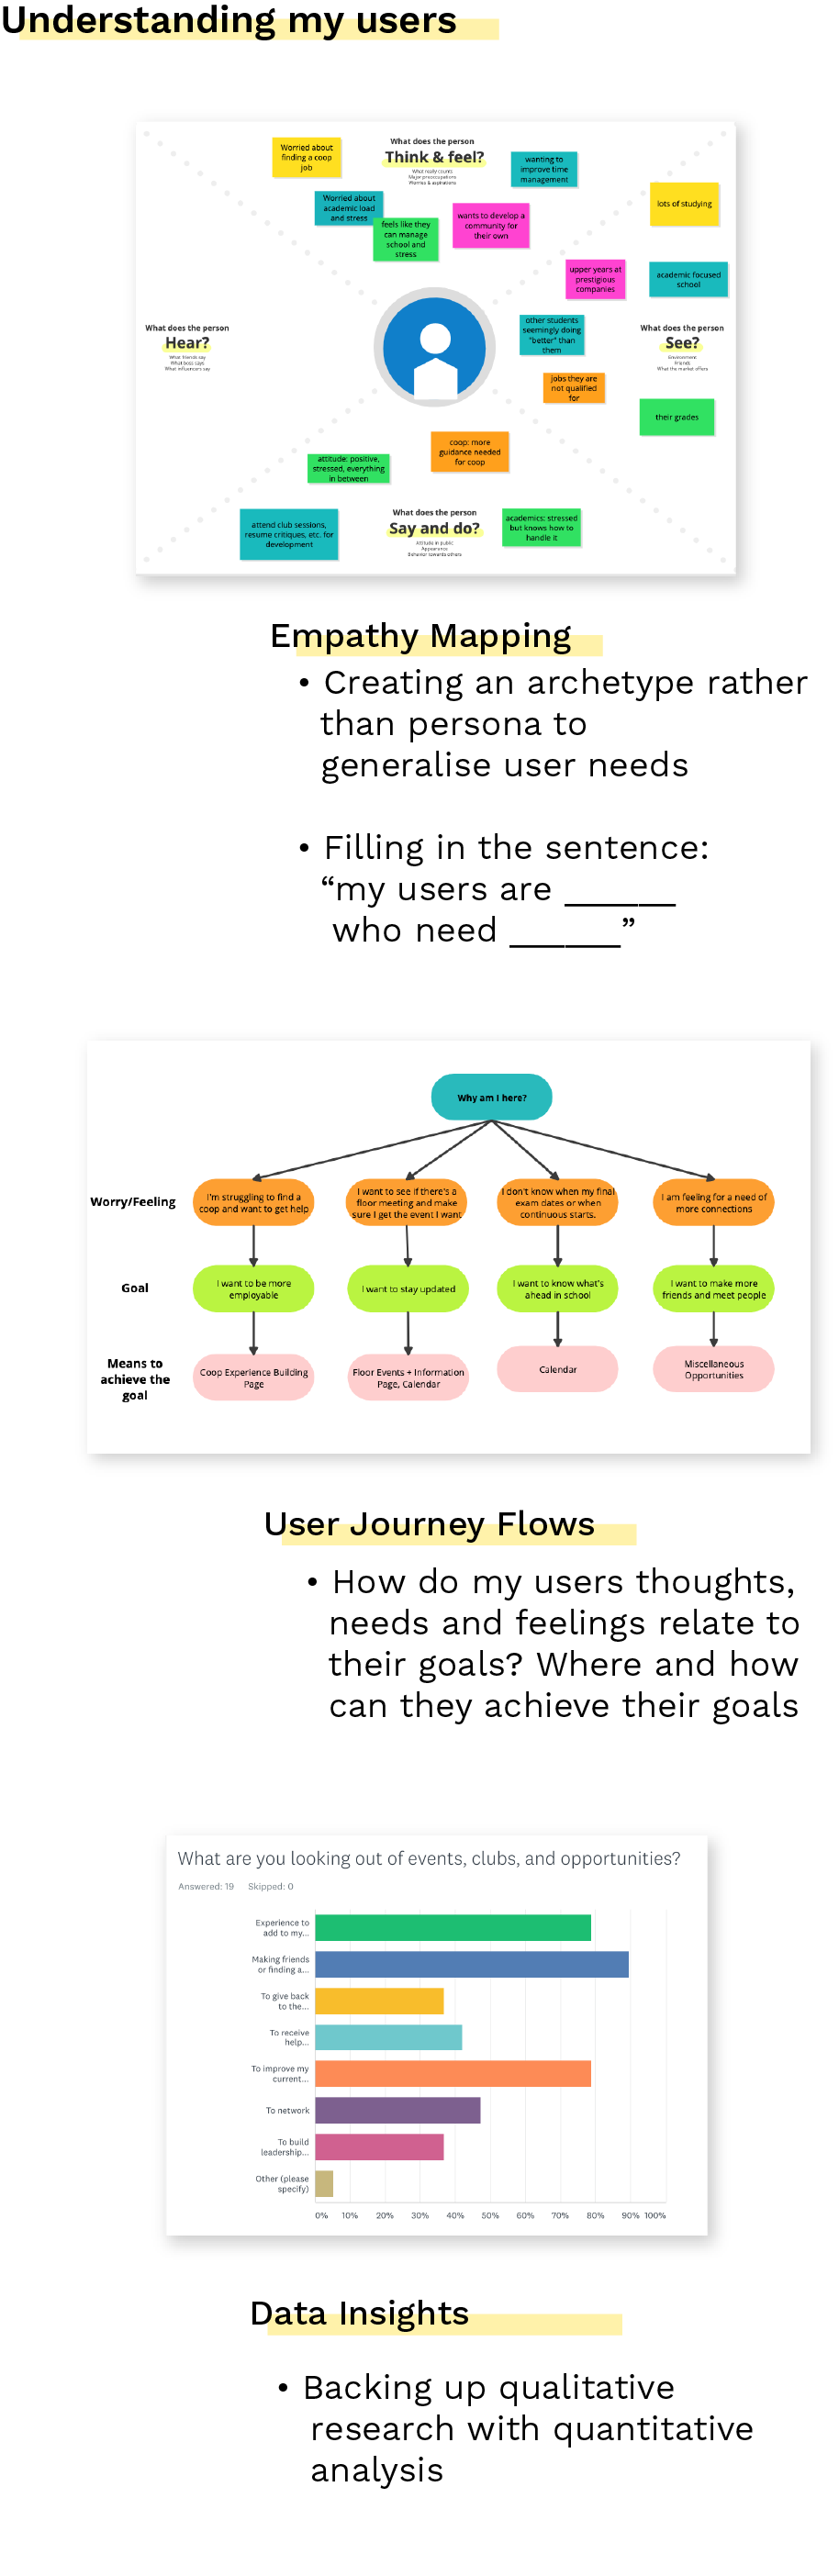 Understanding my users
Worried about
finding a coop
job
What does the person
Think & feel?
What really counts
Major preoccupations
Worries & aspirations
wanting to
improve time
management
Worried about
academic load
and stress
feels like they
can manage
school and
stress
wants to develop a
community for
their own
lots of studying
upper years at
prestigious
companies
academic focused
school
What does the person
Hear?
What friends say
What boss says
What influencers say
other students
seemingly doing
"better" than
them
What does the person
See?
Environment
Friends
What the market offers
jobs they are
not qualified
for
their grades
coop: more
guidance needed
for coop
attitude: positive,
stressed, everything
in between
attend club sessions,
resume critiques, etc. for
development
What does the person
Say and do?
Attitude in public
Appearance
Behavior towards others
academics: stressed
but knows how to
handle it
Empathy Mapping
• Creating an archetype rather
than persona to
generalise user needs
• Filling in the sentence:
“my users are ______
who need ______”
Why am I here?
Worry/Feeling
I'm struggling to find a
coop and want to get help
I want to see if there's a
floor meeting and make
sure I get the event I want
I don't know when my final
exam dates or when
continuous starts.
I am feeling for a need of
more connections
Goal
I want to be more
employable
I want to stay updated
I want to know what's
ahead in school
I want to make more
friends and meet people
Means to
achieve the
goal
Coop Experience Building
Page
Floor Events + Information
Page, Calendar
Calendar
Miscellaneous
Opportunities
User Journey Flows
• How do my users thoughts,
needs and feelings relate to
their goals? Where and how
can they achieve their goals
What are you looking out of events, clubs, and opportunities?
Answered: 19 Skipped: 0
Experience to
add to my...
Making friends
or finding a...
To give back
to the...
To receive
help...
To improve my
current...
To network
To build
leadership...
Other (please
specify)
0% 10% 20% 30% 40% 50% 60% 70% 80% 90% 100%
Data Insights
• Backing up qualitative
research with quantitative
analysis